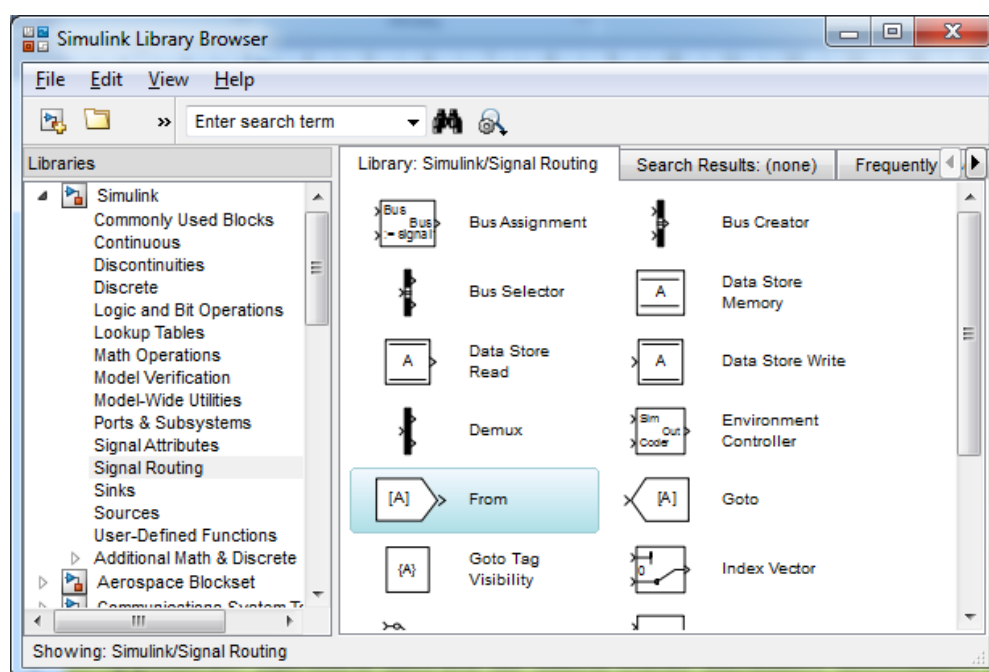 Simulink Library Browser
File Edit View Help
» Enter search term
Libraries
Simulink
Commonly Used Blocks
Continuous
Discontinuities
Discrete
Logic and Bit Operations
Lookup Tables
Math Operations
Model Verification
Model-Wide Utilities
Ports & Subsystems
Signal Attributes
Signal Routing
Sinks
Sources
User-Defined Functions
Additional Math & Discrete
Aerospace Blockset
Library: Simulink/Signal Routing Search Results: (none) Frequently
Bus
Bus
:= signal
Bus Assignment
Bus Creator
Bus Selector
A
Data Store
Memory
A
Data Store
Read
A
Data Store Write
Demux
Sim
Out
Coder
Environment
Controller
[A]
From
[A]
Goto
{A}
Goto Tag
Visibility
0
Index Vector
Showing: Simulink/Signal Routing